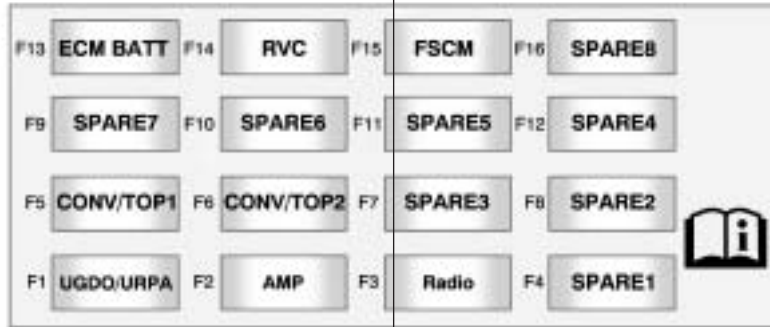 F13 ECM BATT F14 RVC F15 FSCM F16 SPARE8
F9 SPARE7 F10 SPARE6 F11 SPARE5 F12 SPARE4
F5 CONV/TOP1 F6 CONV/TOP2 F7 SPARE3 F8 SPARE2
F1 UGDO/URPA F2 AMP F3 Radio F4 SPARE1
i